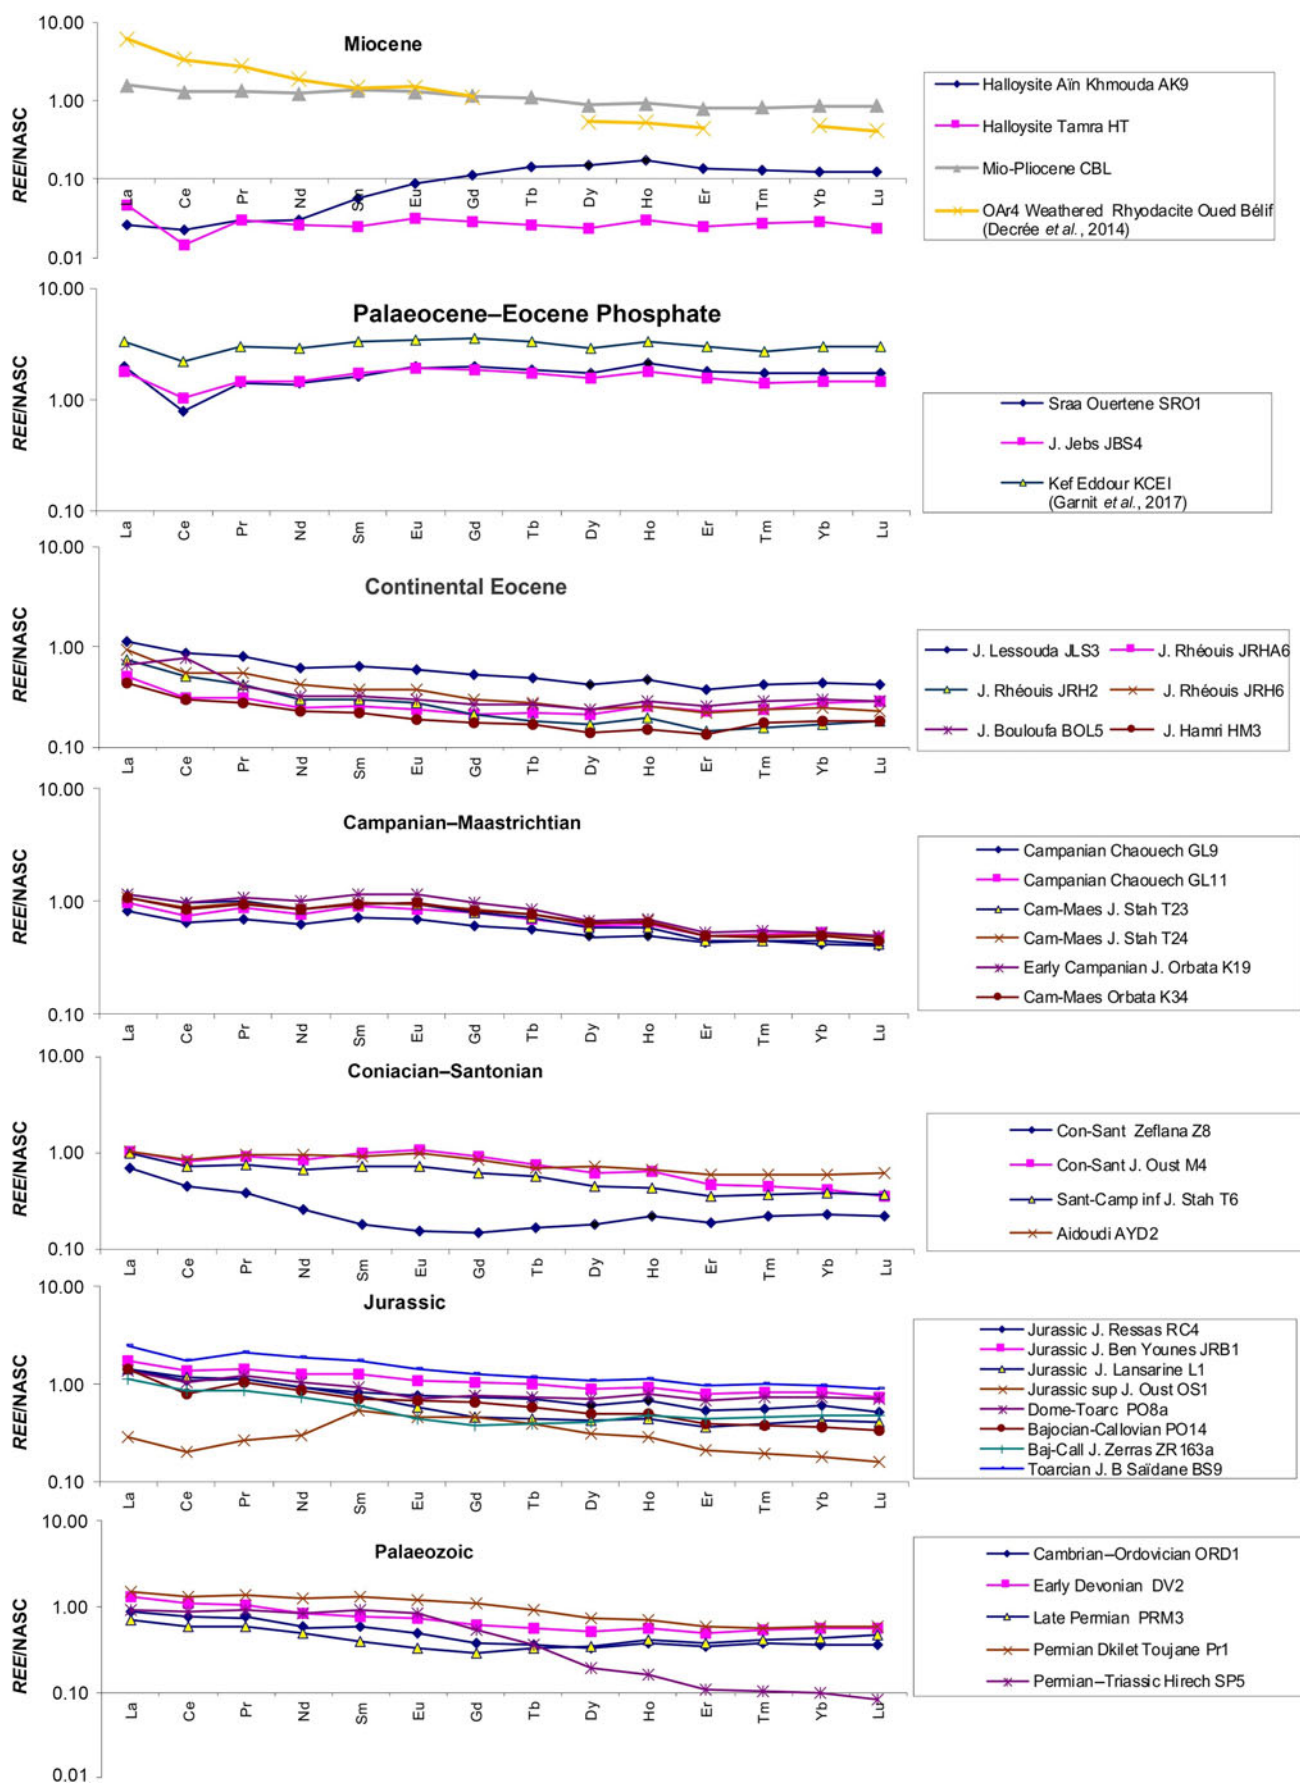 Miocene
REE/NASC
10.00
1.00
0.10
0.01
La Ce Pr Nd Sm Eu Gd Tb Dy Ho Er Tm Yb Lu
Halloysite Aïn Khmouda AK9
Halloysite Tamra HT
Mio-Pliocene CBL
OAr4 Weathered Rhyodacite Oued Bélif
(Decrée et al., 2014)
Palaeocene–Eocene Phosphate
REE/NASC
10.00
1.00
0.10
La Ce Pr Nd Sm Eu Gd Tb Dy Ho Er Tm Yb Lu
Sraa Ouertene SRO1
J. Jebs JBS4
Kef Eddour KCEI
(Garnit et al., 2017)
Continental Eocene
REE/NASC
10.00
1.00
0.10
La Ce Pr Nd Sm Eu Gd Tb Dy Ho Er Tm Yb Lu
J. Lessouda JLS3 J. Rhéouis JRHA6
J. Rhéouis JRH2 J. Rhéouis JRH6
J. Bouloufa BOL5 J. Hamri HM3
Campanian–Maastrichtian
REE/NASC
10.00
1.00
0.10
La Ce Pr Nd Sm Eu Gd Tb Dy Ho Er Tm Yb Lu
Campanian Chaouech GL9
Campanian Chaouech GL11
Cam-Maes J. Stah T23
Cam-Maes J. Stah T24
Early Campanian J. Orbata K19
Cam-Maes Orbata K34
Coniacian–Santonian
REE/NASC
10.00
1.00
0.10
La Ce Pr Nd Sm Eu Gd Tb Dy Ho Er Tm Yb Lu
Con-Sant Zeflana Z8
Con-Sant J. Oust M4
Sant-Camp inf J. Stah T6
Aidoudi AYD2
Jurassic
REE/NASC
10.00
1.00
0.10
La Ce Pr Nd Sm Eu Gd Tb Dy Ho Er Tm Yb Lu
Jurassic J. Ressas RC4
Jurassic J. Ben Younes JRB1
Jurassic J. Lansarine L1
Jurassic sup J. Oust OS1
Dome-Toarc PO8a
Bajocian-Callovian PO14
Baj-Call J. Zerras ZR163a
Toarcian J. B Saïdane BS9
Palaeozoic
REE/NASC
10.00
1.00
0.10
0.01
La Ce Pr Nd Sm Eu Gd Tb Dy Ho Er Tm Yb Lu
Cambrian–Ordovician ORD1
Early Devonian DV2
Late Permian PRM3
Permian Dkilet Toujane Pr1
Permian–Triassic Hirech SP5